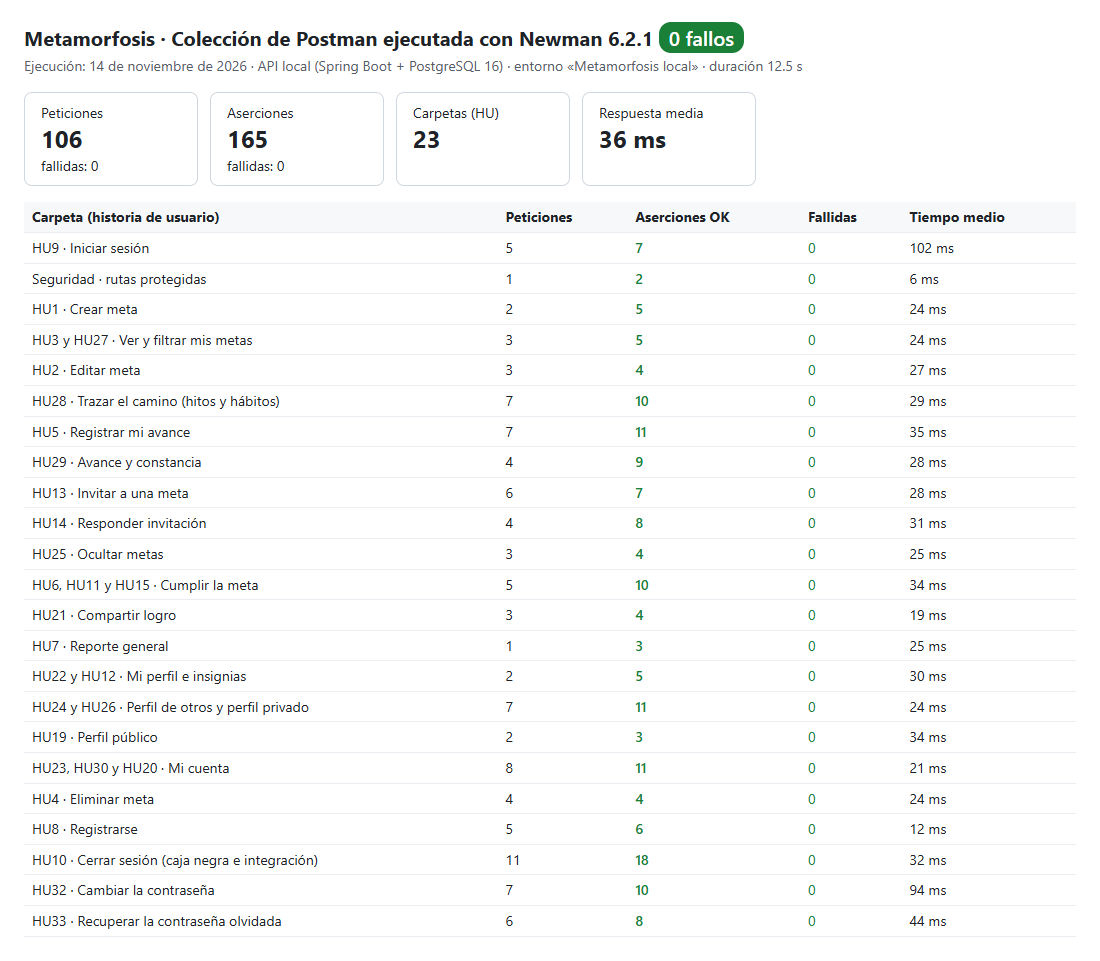 Metamorfosis · Colección de Postman ejecutada con Newman 6.2.1 0 fallos
Ejecución: 14 de noviembre de 2026 · API local (Spring Boot + PostgreSQL 16) · entorno «Metamorfosis local» · duración 12.5 s
Peticiones
106
fallidas: 0
Aserciones
165
fallidas: 0
Carpetas (HU)
23
Respuesta media
36 ms
Carpeta (historia de usuario) Peticiones Aserciones OK Fallidas Tiempo medio
HU9 · Iniciar sesión 5 7 0 102 ms
Seguridad · rutas protegidas 1 2 0 6 ms
HU1 · Crear meta 2 5 0 24 ms
HU3 y HU27 · Ver y filtrar mis metas 3 5 0 24 ms
HU2 · Editar meta 3 4 0 27 ms
HU28 · Trazar el camino (hitos y hábitos) 7 10 0 29 ms
HU5 · Registrar mi avance 7 11 0 35 ms
HU29 · Avance y constancia 4 9 0 28 ms
HU13 · Invitar a una meta 6 7 0 28 ms
HU14 · Responder invitación 4 8 0 31 ms
HU25 · Ocultar metas 3 4 0 25 ms
HU6, HU11 y HU15 · Cumplir la meta 5 10 0 34 ms
HU21 · Compartir logro 3 4 0 19 ms
HU7 · Reporte general 1 3 0 25 ms
HU22 y HU12 · Mi perfil e insignias 2 5 0 30 ms
HU24 y HU26 · Perfil de otros y perfil privado 7 11 0 24 ms
HU19 · Perfil público 2 3 0 34 ms
HU23, HU30 y HU20 · Mi cuenta 8 11 0 21 ms
HU4 · Eliminar meta 4 4 0 24 ms
HU8 · Registrarse 5 6 0 12 ms
HU10 · Cerrar sesión (caja negra e integración) 11 18 0 32 ms
HU32 · Cambiar la contraseña 7 10 0 94 ms
HU33 · Recuperar la contraseña olvidada 6 8 0 44 ms